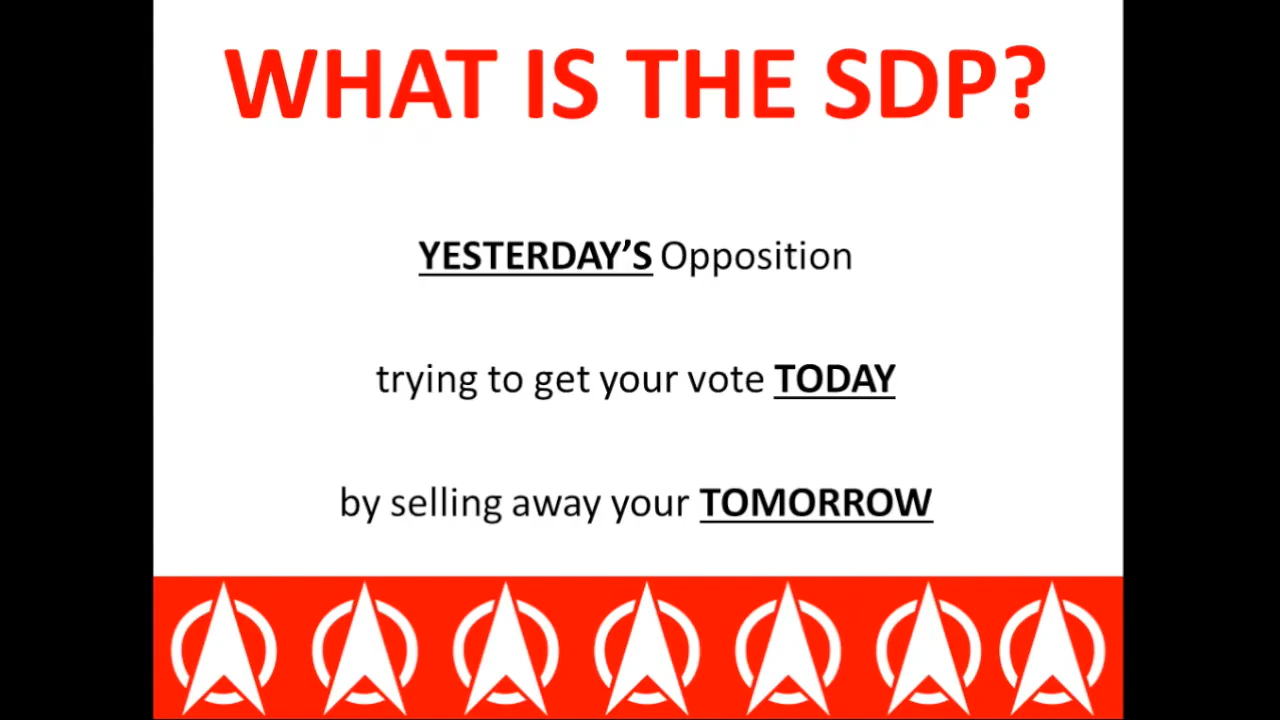 WHAT IS THE SDP?
YESTERDAY’S Opposition
trying to get your vote TODAY
by selling away your TOMORROW